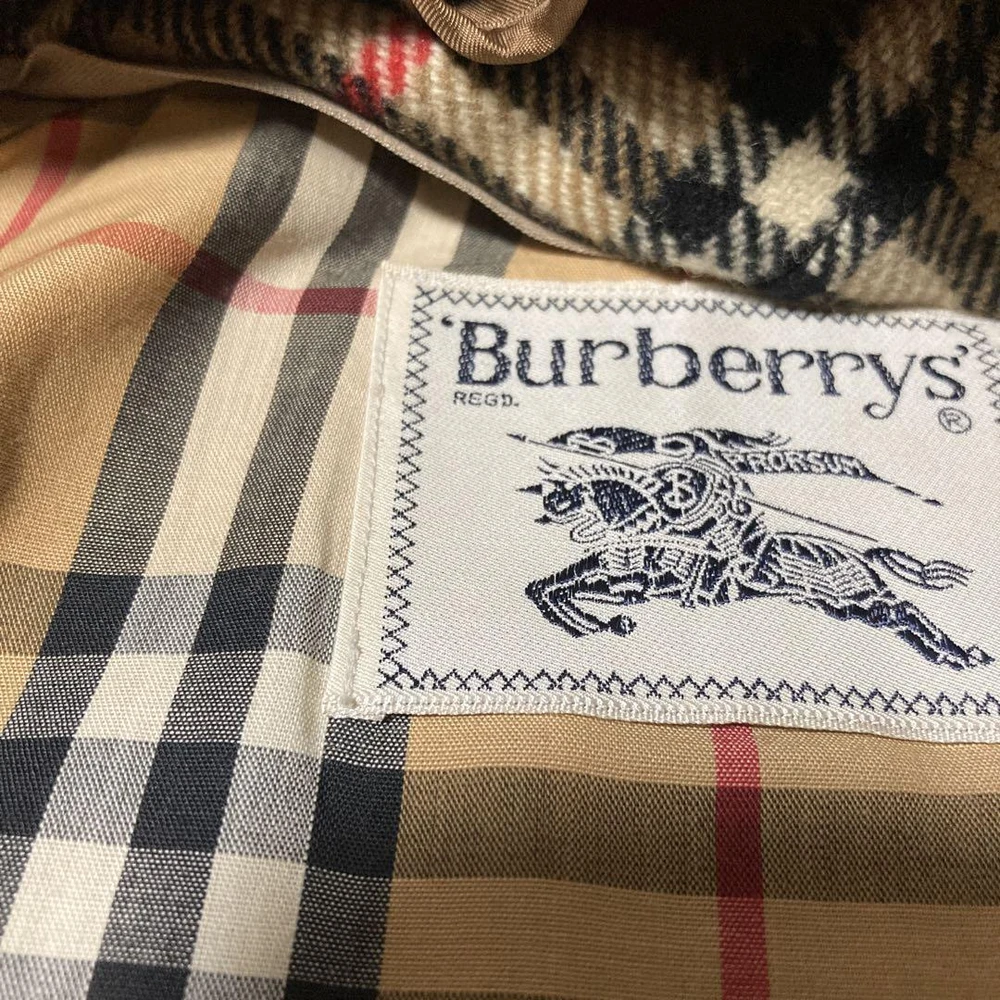 'Burberrys'
REGD.
®
PRORSUM